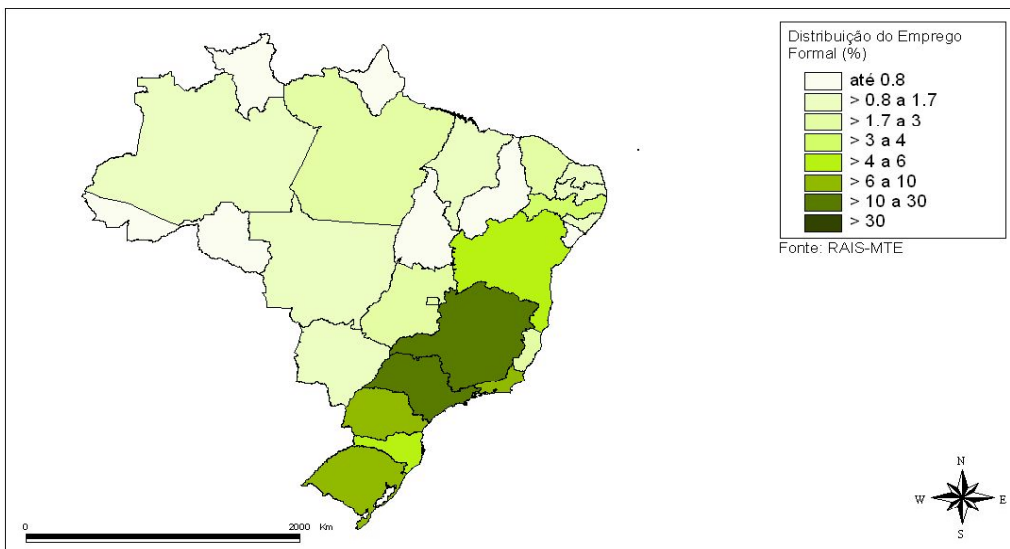 Distribuição do Emprego
Formal (%)
até 0.8
> 0.8 a 1.7
> 1.7 a 3
> 3 a 4
> 4 a 6
> 6 a 10
> 10 a 30
> 30
Fonte: RAIS-MTE
N
W E
S
0 2000 Km